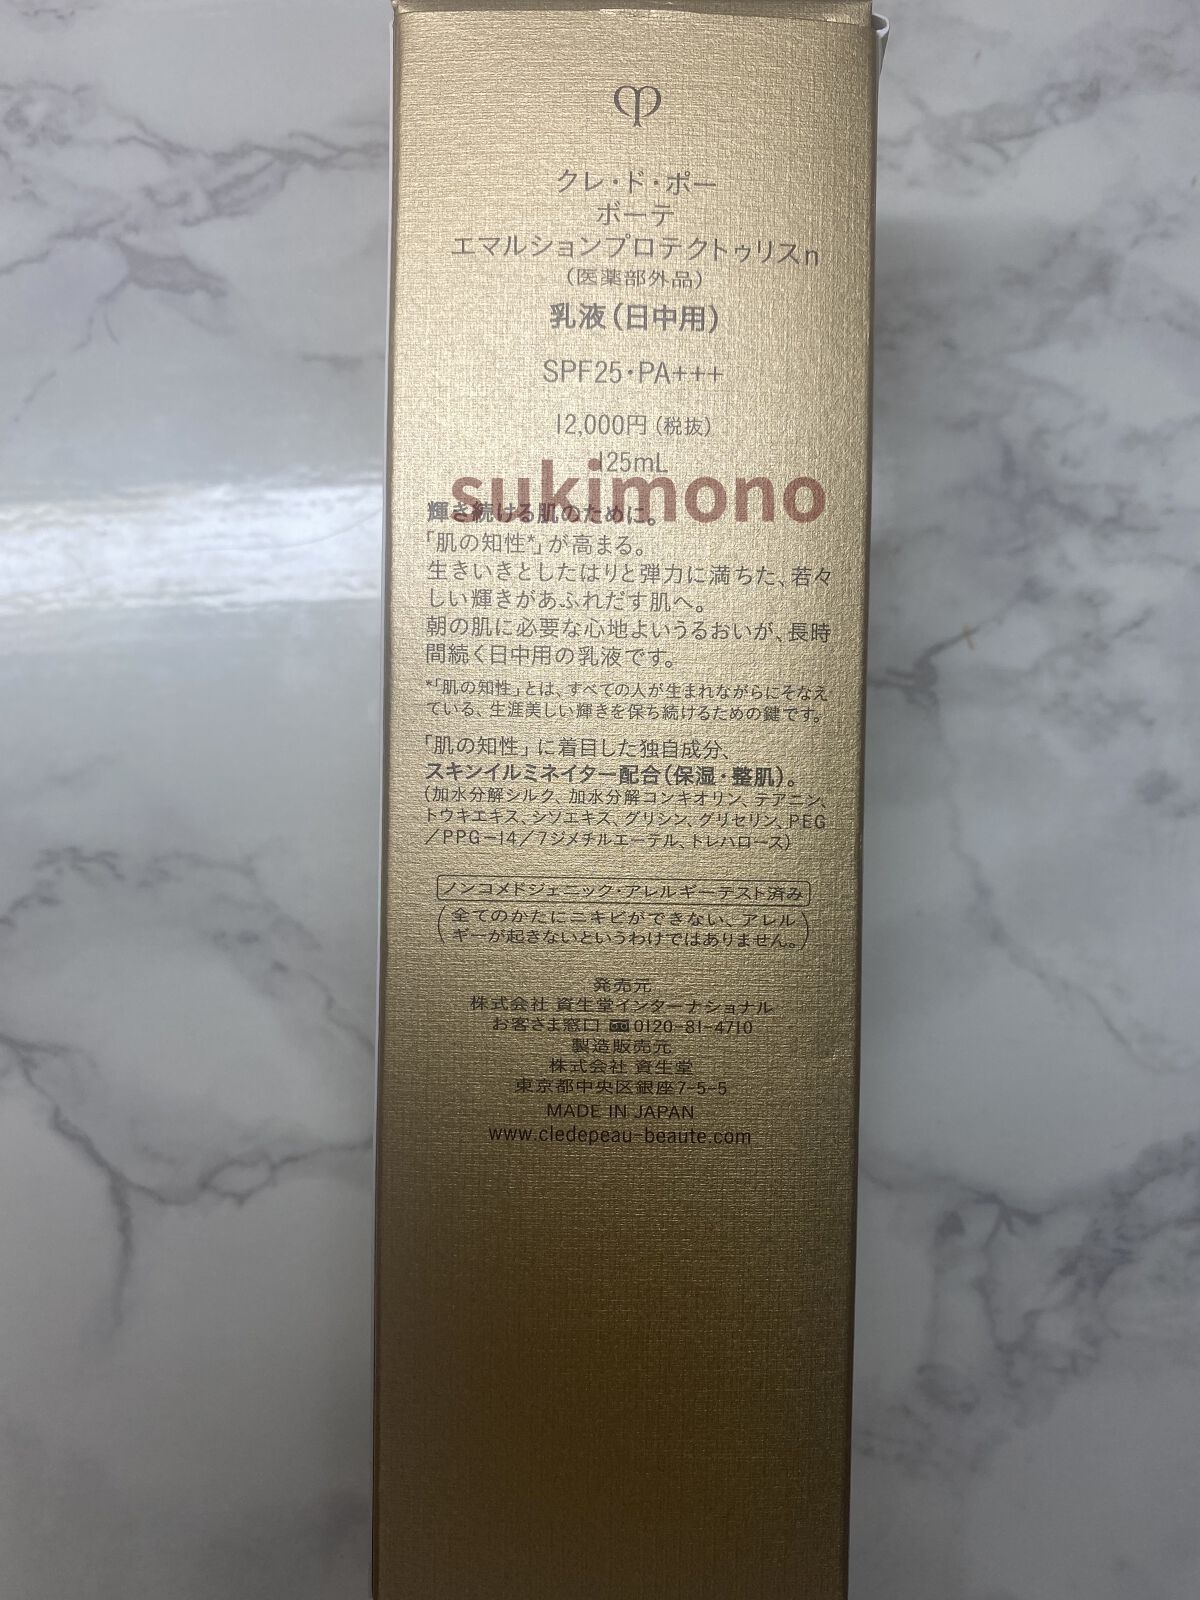 クレ・ド・ポー
ボーテ
エマルションプロテクトゥリスn
(医薬部外品)
乳液(日中用)
SPF25・PA+++
12,000円(税抜)
125mL
sukimono
輝き続ける肌のために。
「肌の知性*」が高まる。
生きいきとしたはりと弾力に満ちた、若々
しい輝きがあふれだす肌へ。
朝の肌に必要な心地よいうるおいが、長時
間続く日中用の乳液です。
*「肌の知性」とは、すべての人が生まれながらにそなえ
ている、生涯美しい輝きを保ち続けるための鍵です。
「肌の知性」に着目した独自成分、
スキンイルミネイター配合(保湿・整肌)。
(加水分解シルク、加水分解コンキオリン、テアニン、
トウキエキス、シソエキス、グリシン、グリセリン、PEG
/PPG-14/7ジメチルエーテル、トレハロース)
ノンコメドジェニック・アレルギーテスト済み
(全てのかたにニキビができない、アレル
ギーが起きないというわけではありません。)
発売元
株式会社 資生堂インターナショナル
お客さま窓口 0120-81-4710
製造販売元
株式会社 資生堂
東京都中央区銀座7-5-5
MADE IN JAPAN
www.cledepeau-beaute.com